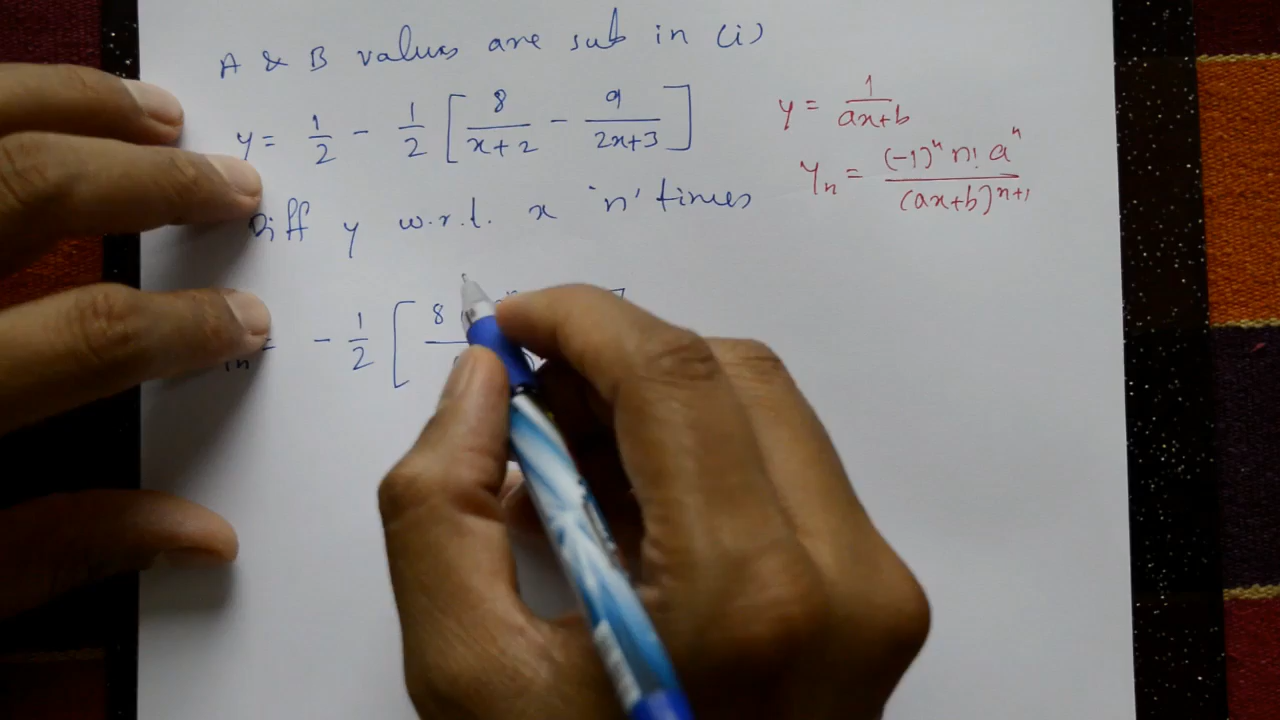 A & B values are sub in (i)
y = 1/2 - 1/2 [ 8/(x+2) - 9/(2x+3) ]
y = 1/(ax+b)
yn = (-1)^n n! a^n / (ax+b)^(n+1)
Diff y w.r.t. x 'n' times
= - 1/2 [ 8